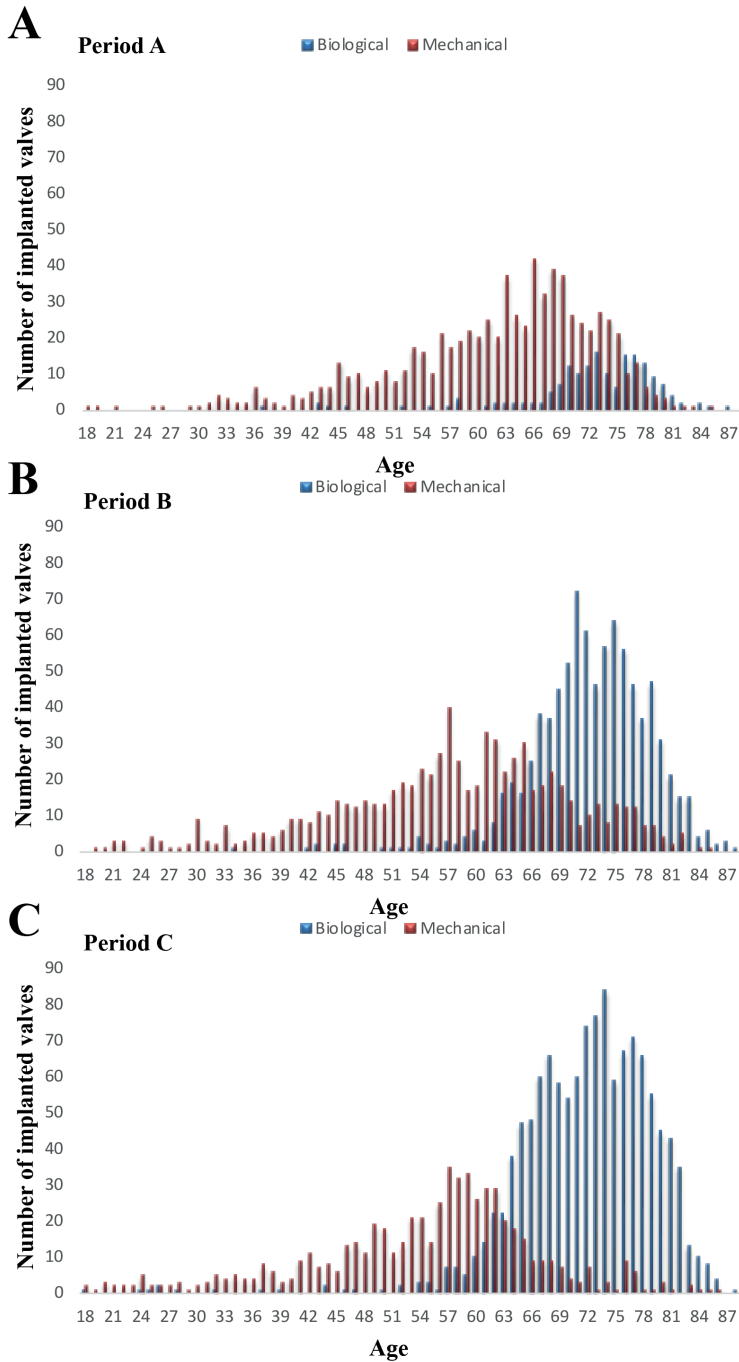 A
Period A
Biological Mechanical
Number of implanted valves
90
80
70
60
50
40
30
20
10
0
18 21 24 27 30 33 36 39 42 45 48 51 54 57 60 63 66 69 72 75 78 81 84 87
Age
B
Period B
Biological Mechanical
Number of implanted valves
90
80
70
60
50
40
30
20
10
0
18 21 24 27 30 33 36 39 42 45 48 51 54 57 60 63 66 69 72 75 78 81 84 87
Age
C
Period C
Biological Mechanical
Number of implanted valves
90
80
70
60
50
40
30
20
10
0
18 21 24 27 30 33 36 39 42 45 48 51 54 57 60 63 66 69 72 75 78 81 84 87
Age